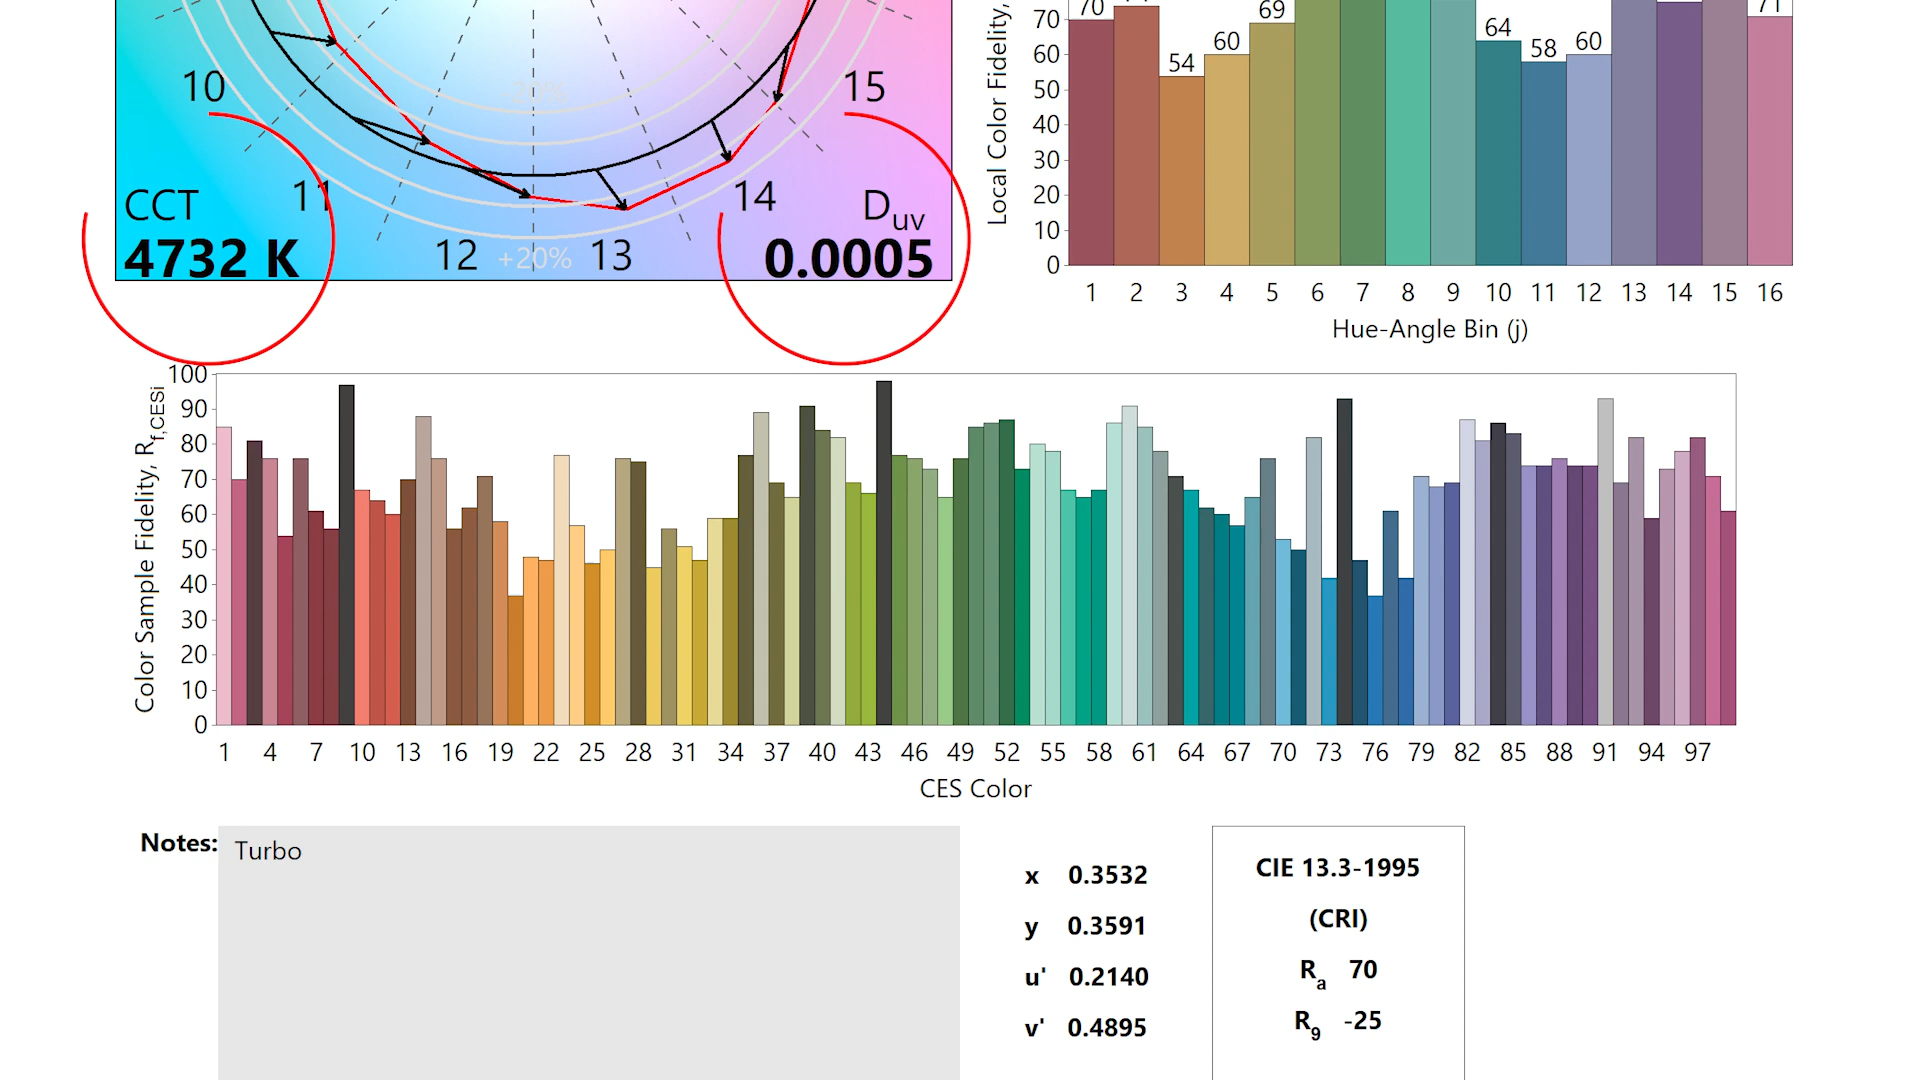 10
11
12
13
14
15
-20%
+20%
CCT
4732 K
Duv
0.0005
Local Color Fidelity,
70
60
50
40
30
20
10
0
70
54
60
69
64
58
60
71
1 2 3 4 5 6 7 8 9 10 11 12 13 14 15 16
Hue-Angle Bin (j)
Color Sample Fidelity, Rf,CESi
100
90
80
70
60
50
40
30
20
10
0
1 4 7 10 13 16 19 22 25 28 31 34 37 40 43 46 49 52 55 58 61 64 67 70 73 76 79 82 85 88 91 94 97
CES Color
Notes:
Turbo
x 0.3532
y 0.3591
u' 0.2140
v' 0.4895
CIE 13.3-1995
(CRI)
Ra 70
R9 -25